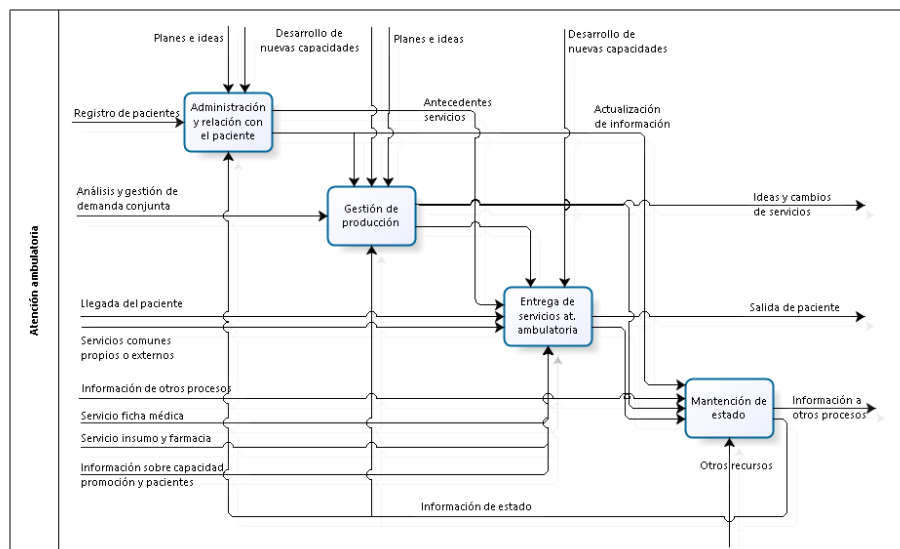 Atención ambulatoria
Planes e ideas
Desarrollo de
nuevas capacidades
Planes e ideas
Desarrollo de
nuevas capacidades
Registro de pacientes
Administración
y relación con
el paciente
Antecedentes
servicios
Actualización
de información
Análisis y gestión de
demanda conjunta
Gestión de
producción
Ideas y cambios
de servicios
Llegada del paciente
Servicios comunes
propios o externos
Entrega de
servicios at.
ambulatoria
Salida de paciente
Información de otros procesos
Servicio ficha médica
Servicio insumo y farmacia
Información sobre capacidad
promoción y pacientes
Mantención de
estado
Información a
otros procesos
Otros recursos
Información de estado